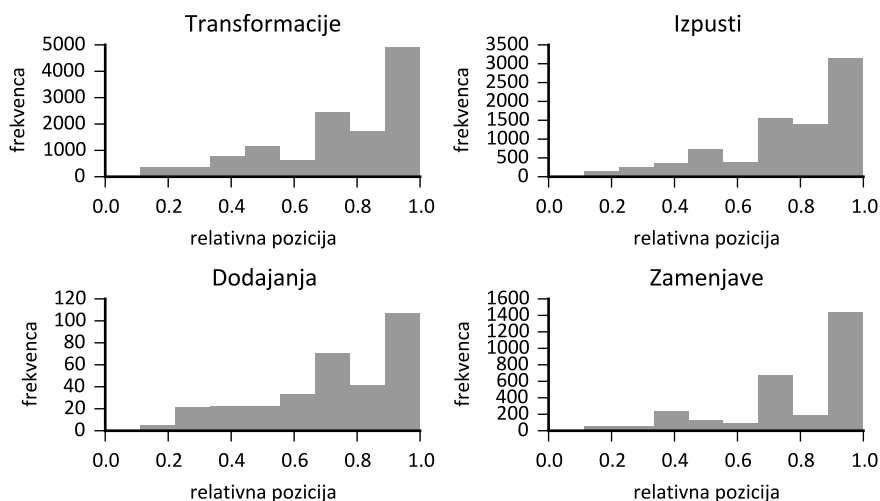 Transformacije
5000
4000
3000
2000
1000
0
frekvenca
0.0 0.2 0.4 0.6 0.8 1.0
relativna pozicija
Izpusti
3500
3000
2500
2000
1500
1000
500
0
frekvenca
0.0 0.2 0.4 0.6 0.8 1.0
relativna pozicija
Dodajanja
120
100
80
60
40
20
0
frekvenca
0.0 0.2 0.4 0.6 0.8 1.0
relativna pozicija
Zamenjave
1600
1400
1200
1000
800
600
400
200
0
frekvenca
0.0 0.2 0.4 0.6 0.8 1.0
relativna pozicija